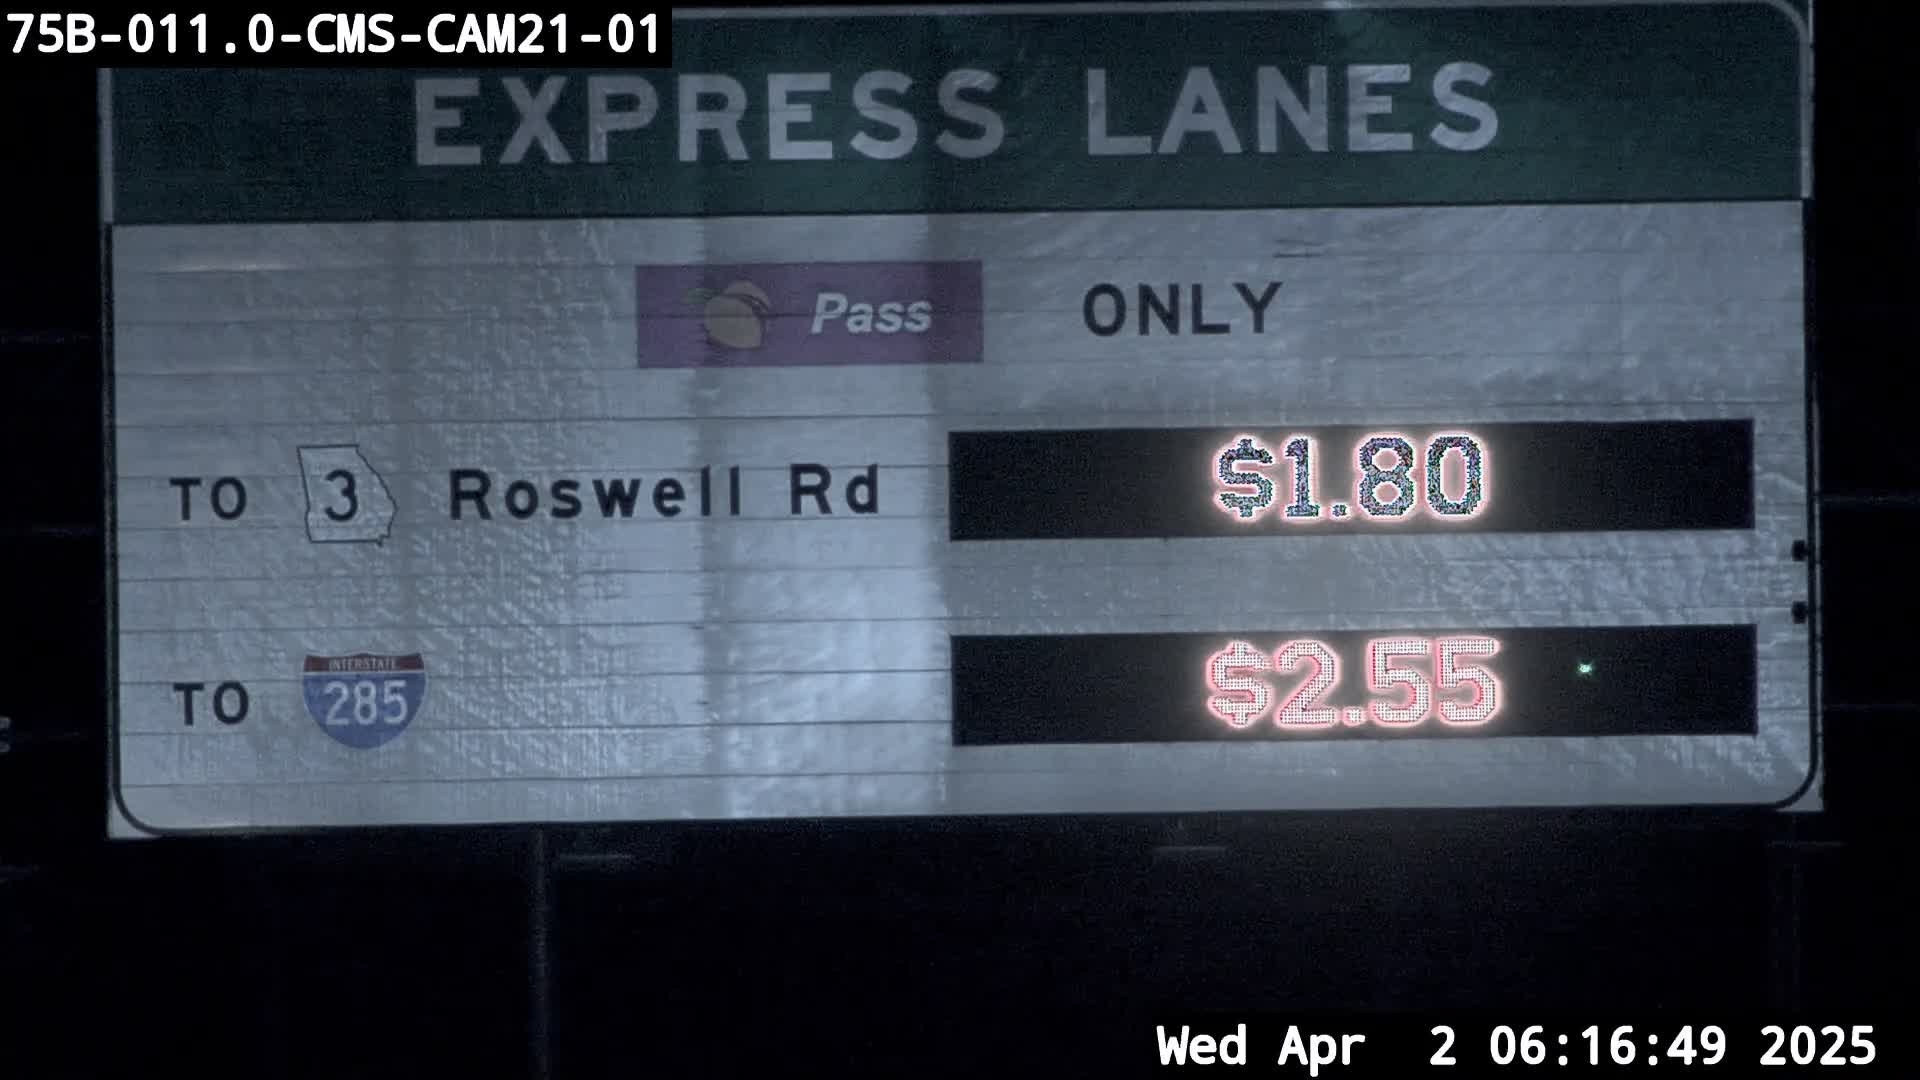 75B-011.0-CMS-CAM21-01
EXPRESS LANES
Pass ONLY
TO 3 Roswell Rd $1.80
TO INTERSTATE 285 $2.55
Wed Apr 2 06:16:49 2025